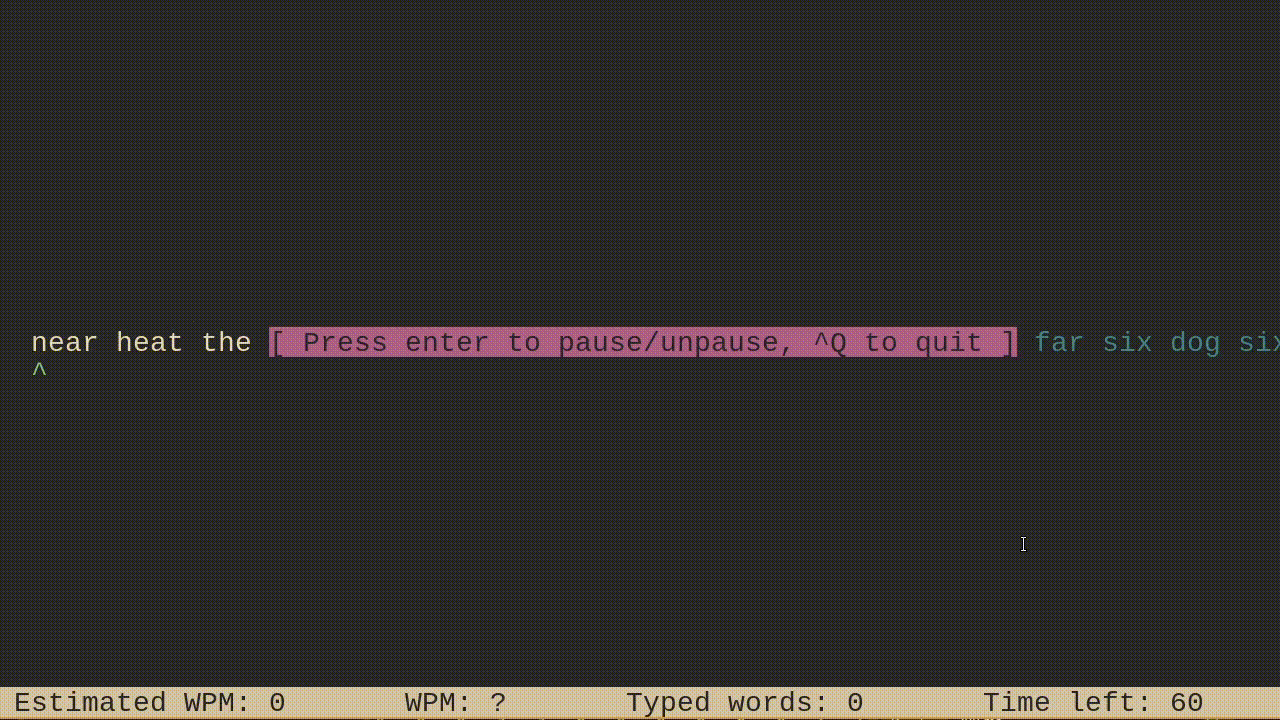 near heat the [ Press enter to pause/unpause, ^Q to quit ] far six dog six
^
Estimated WPM: 0 WPM: ? Typed words: 0 Time left: 60